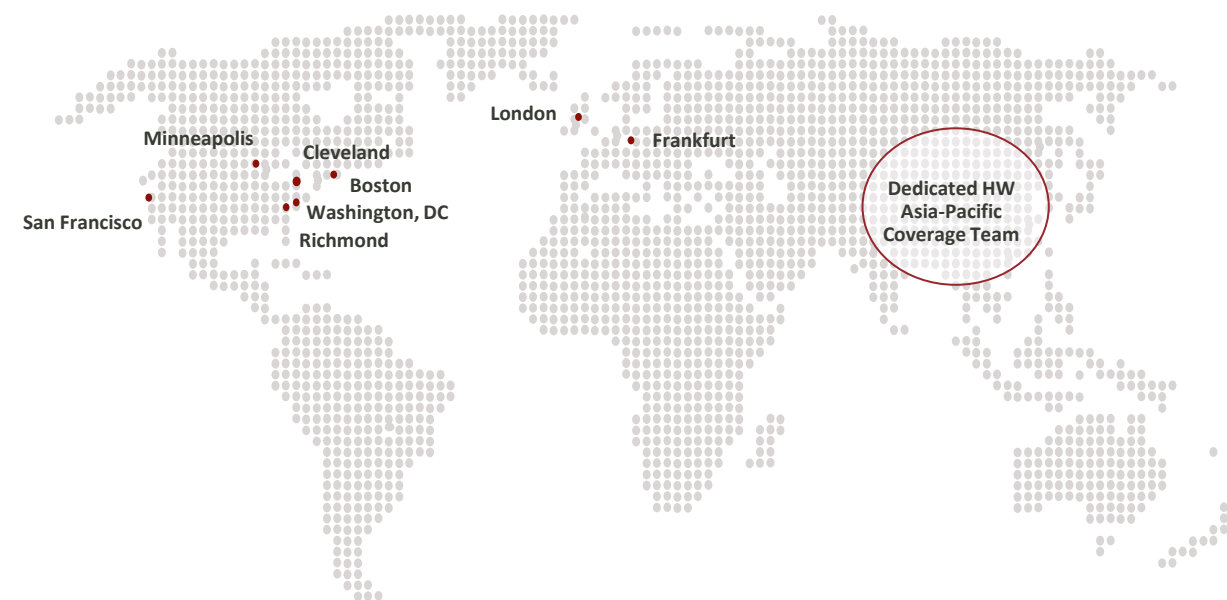 London
Minneapolis
Frankfurt
Cleveland
Boston
Dedicated HW
Asia-Pacific
Coverage Team
Washington, DC
San Francisco
Richmond